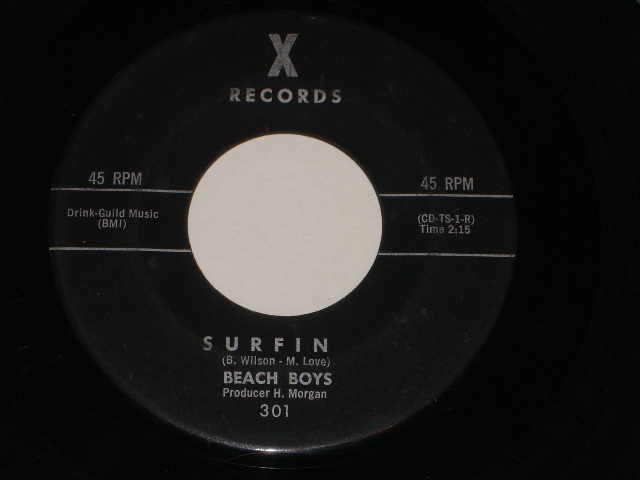 X
RECORDS
45 RPM
45 RPM
Drink-Guild Music
(BMI)
(CD-TS-1-R)
Time 2:15
SURFIN
(B. Wilson - M. Love)
BEACH BOYS
Producer H. Morgan
301